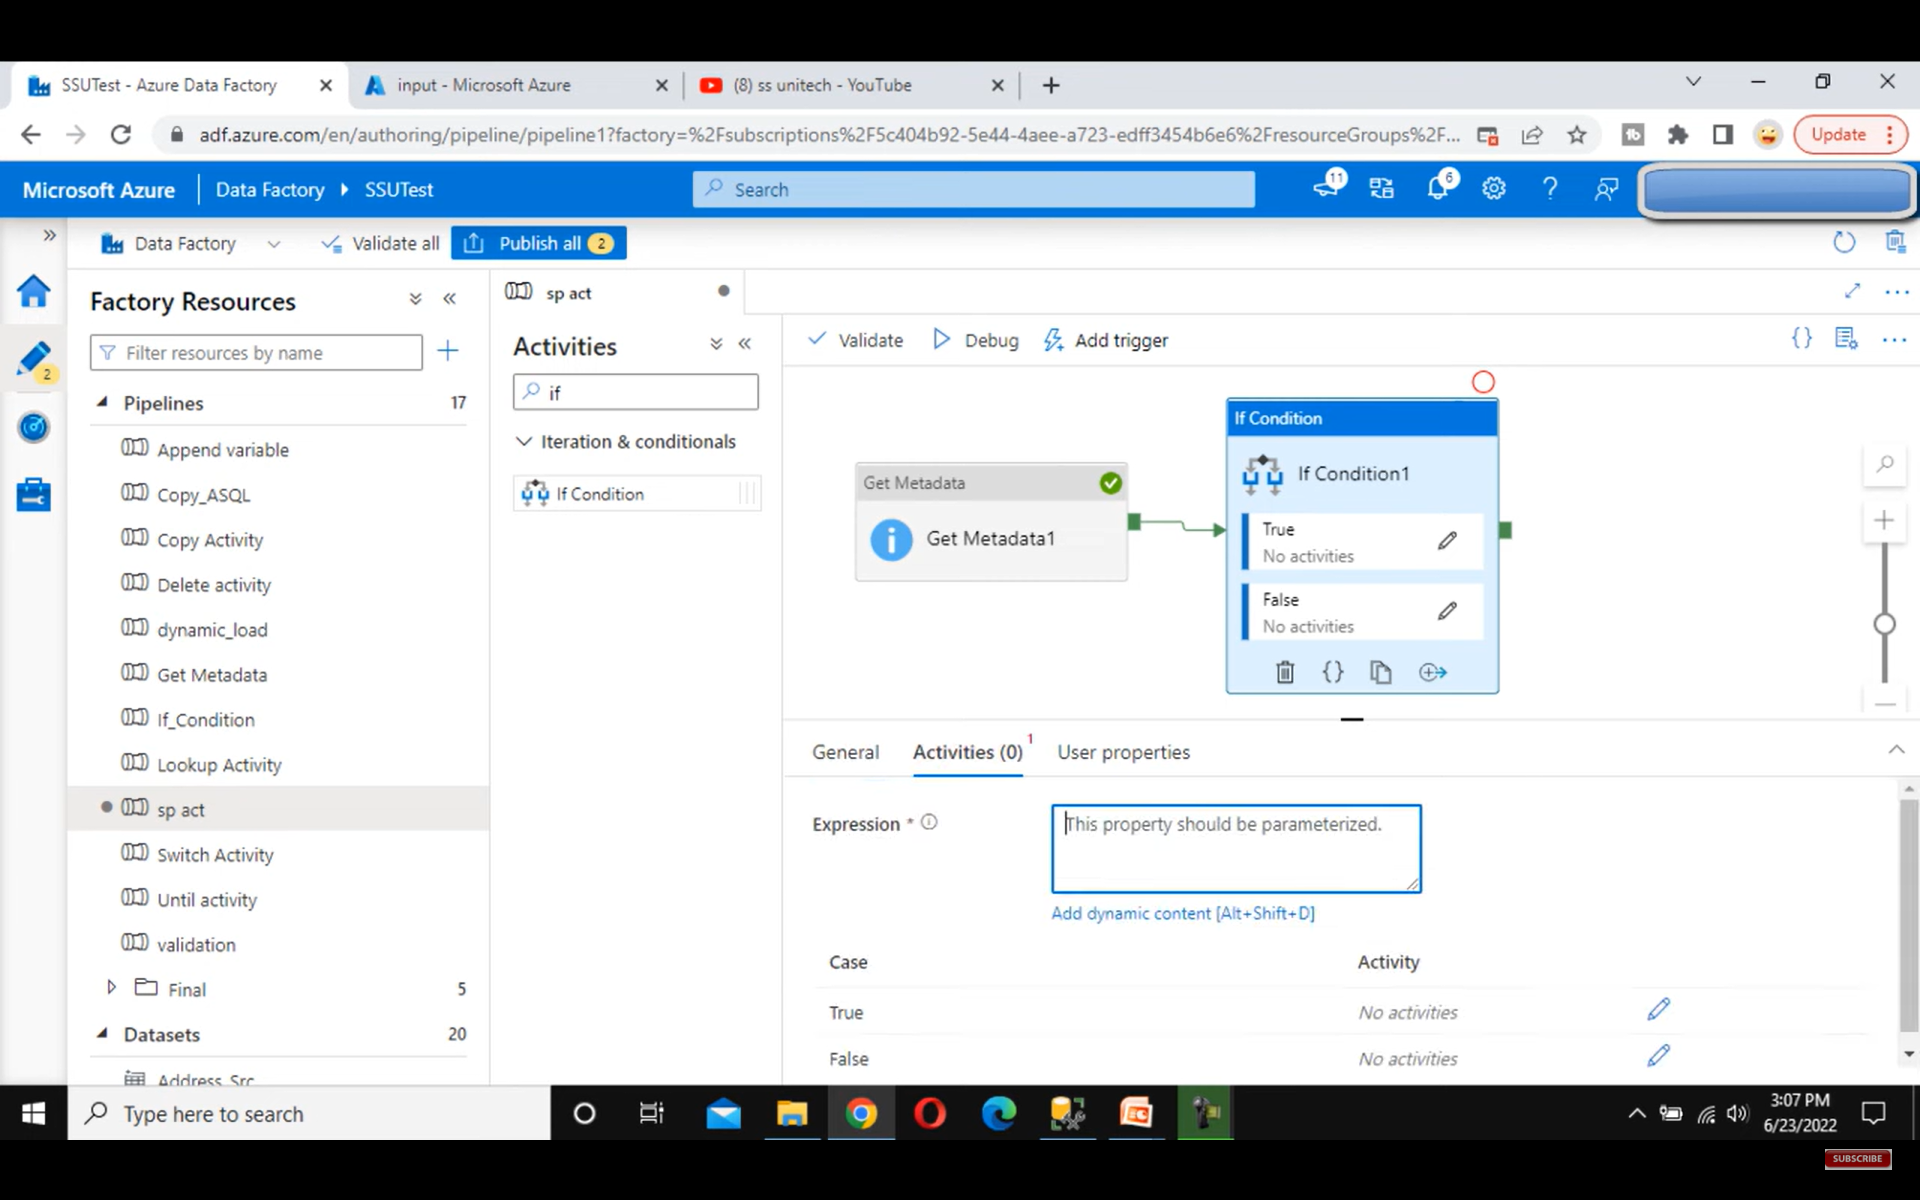 SSUTest - Azure Data Factory
input - Microsoft Azure
(8) ss unitech - YouTube
adf.azure.com/en/authoring/pipeline/pipeline1?factory=%2Fsubscriptions%2F5c404b92-5e44-4aee-a723-edff3454b6e6%2FresourceGroups%2F...
Update
Microsoft Azure
Data Factory
SSUTest
Search
11
6
Data Factory
Validate all
Publish all 2
Factory Resources
Filter resources by name
2
Pipelines 17
Append variable
Copy_ASQL
Copy Activity
Delete activity
dynamic_load
Get Metadata
If_Condition
Lookup Activity
sp act
Switch Activity
Until activity
validation
Final 5
Datasets 20
Address_Src
sp act
Activities
if
Iteration & conditionals
If Condition
Validate
Debug
Add trigger
Get Metadata
Get Metadata1
If Condition
If Condition1
True
No activities
False
No activities
General
Activities (0) 1
User properties
Expression *
This property should be parameterized.
Add dynamic content [Alt+Shift+D]
Case Activity
True No activities
False No activities
Type here to search
3:07 PM
6/23/2022
SUBSCRIBE